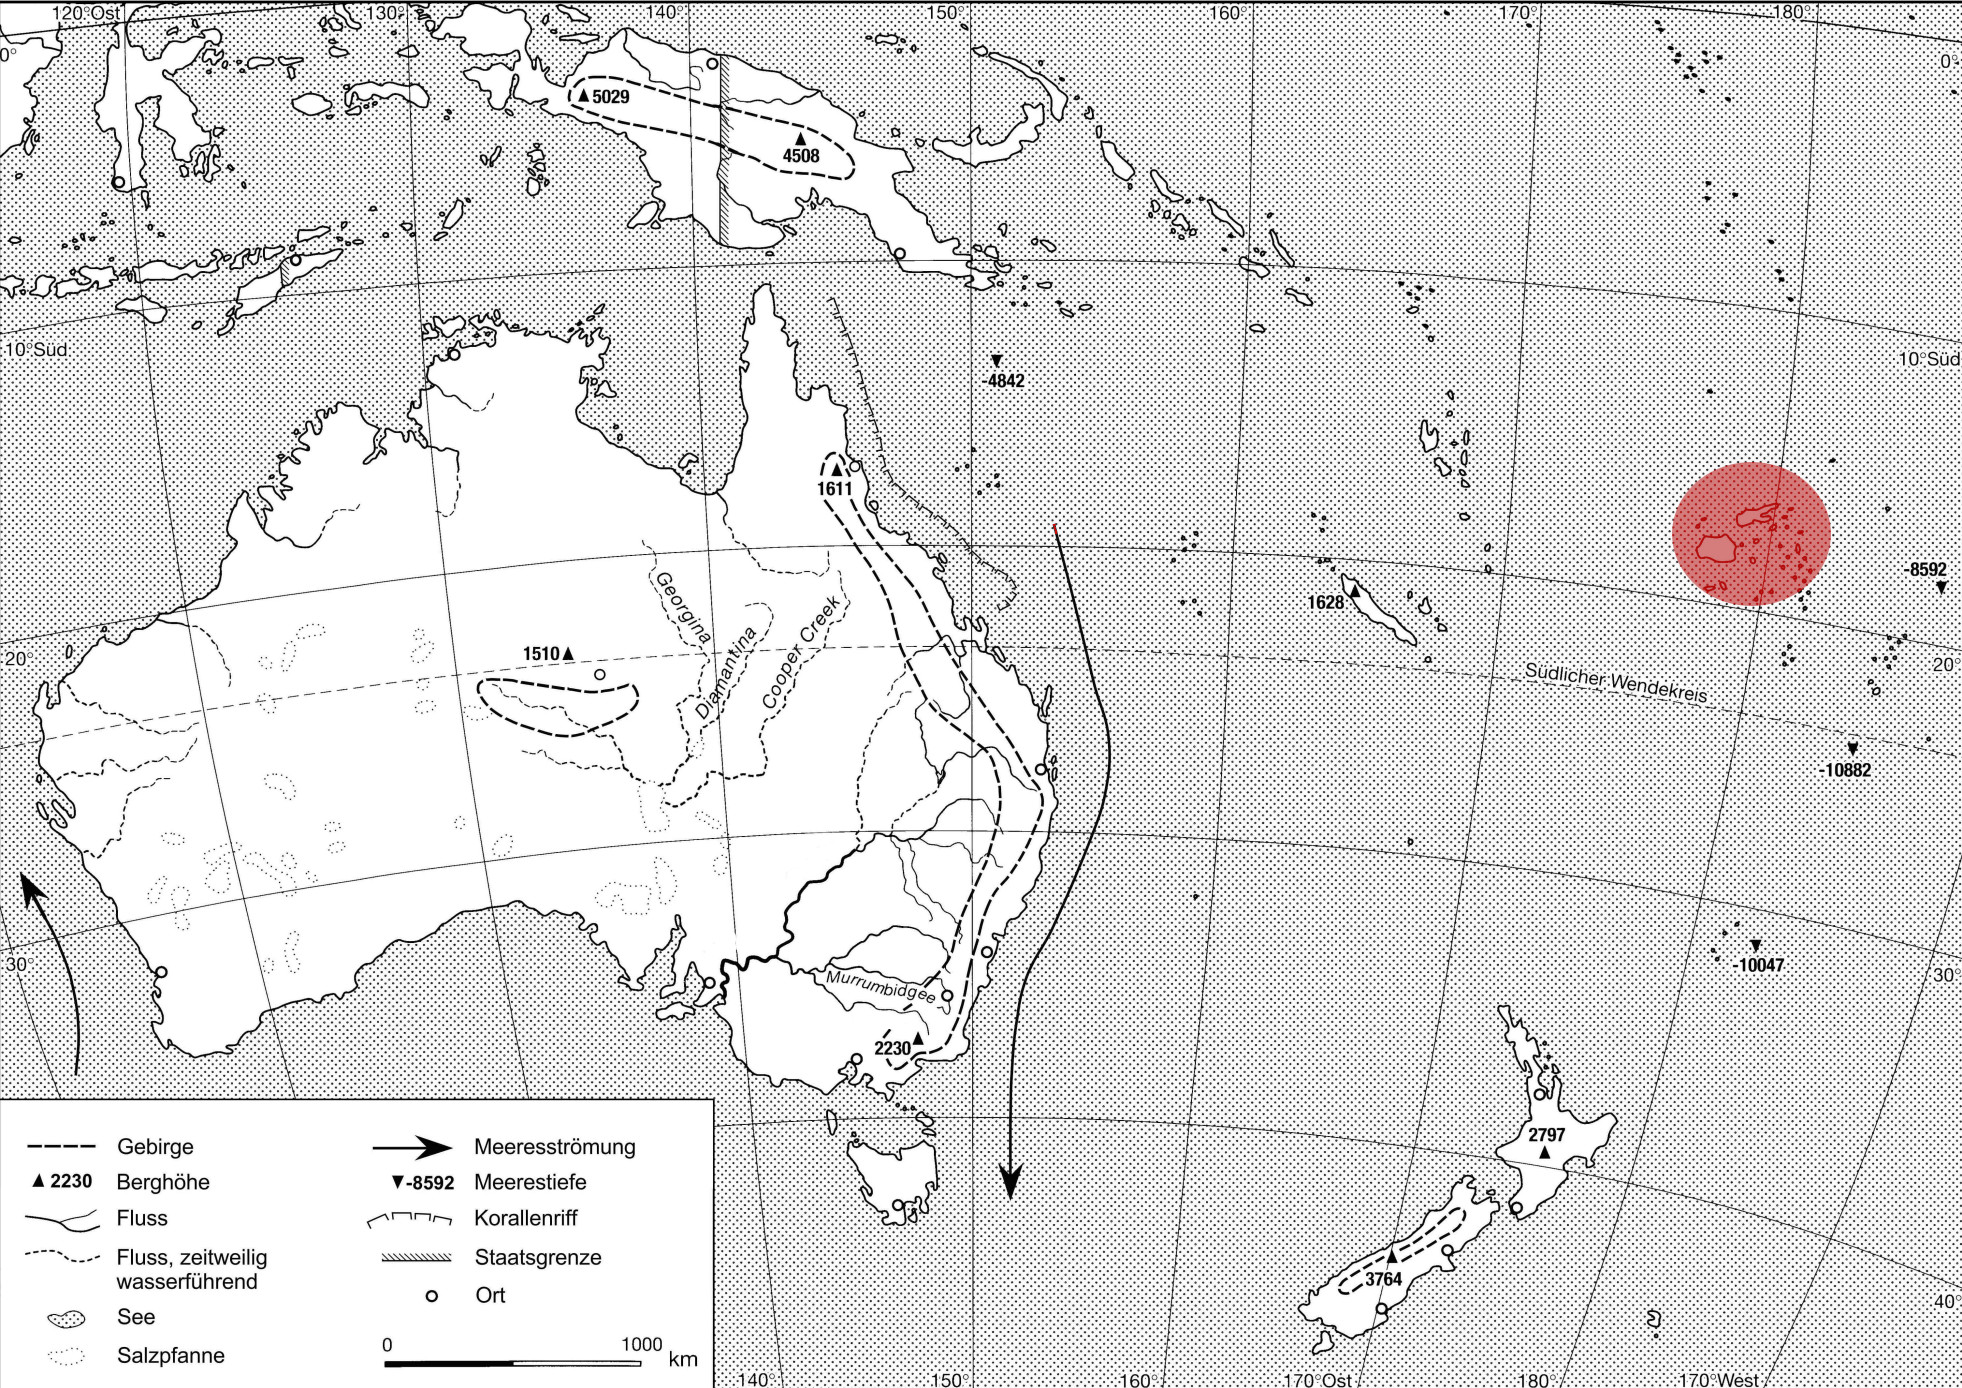 120°Ost
130°
140°
150°
160°
170°
180°
0°
0°
5029
4508
10°Süd
10°Süd
-4842
1611
-8592
Georgina
Diamantina
Cooper Creek
1628
1510
20°
20°
Südlicher Wendekreis
-10882
30°
30°
-10047
Murrumbidgee
2230
2797
3764
40°
Gebirge
2230 Berghöhe
Fluss
Fluss, zeitweilig
wasserführend
See
Salzpfanne
Meeresströmung
-8592 Meerestiefe
Korallenriff
Staatsgrenze
Ort
0 1000 km
140°
150°
160°
170°Ost
180°
170°West